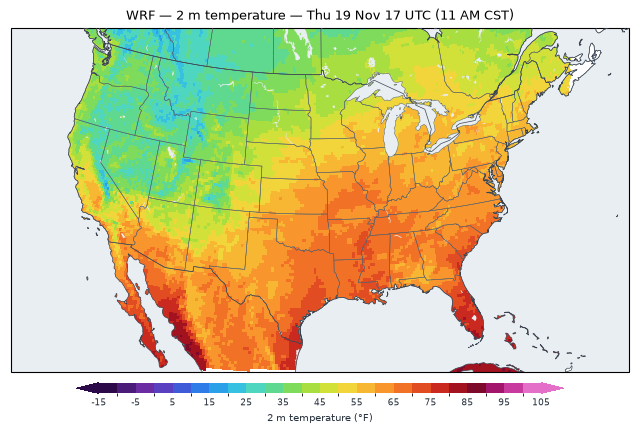 WRF — 2 m temperature — Thu 19 Nov 17 UTC (11 AM CST)
-15 -5 5 15 25 35 45 55 65 75 85 95 105
2 m temperature (°F)